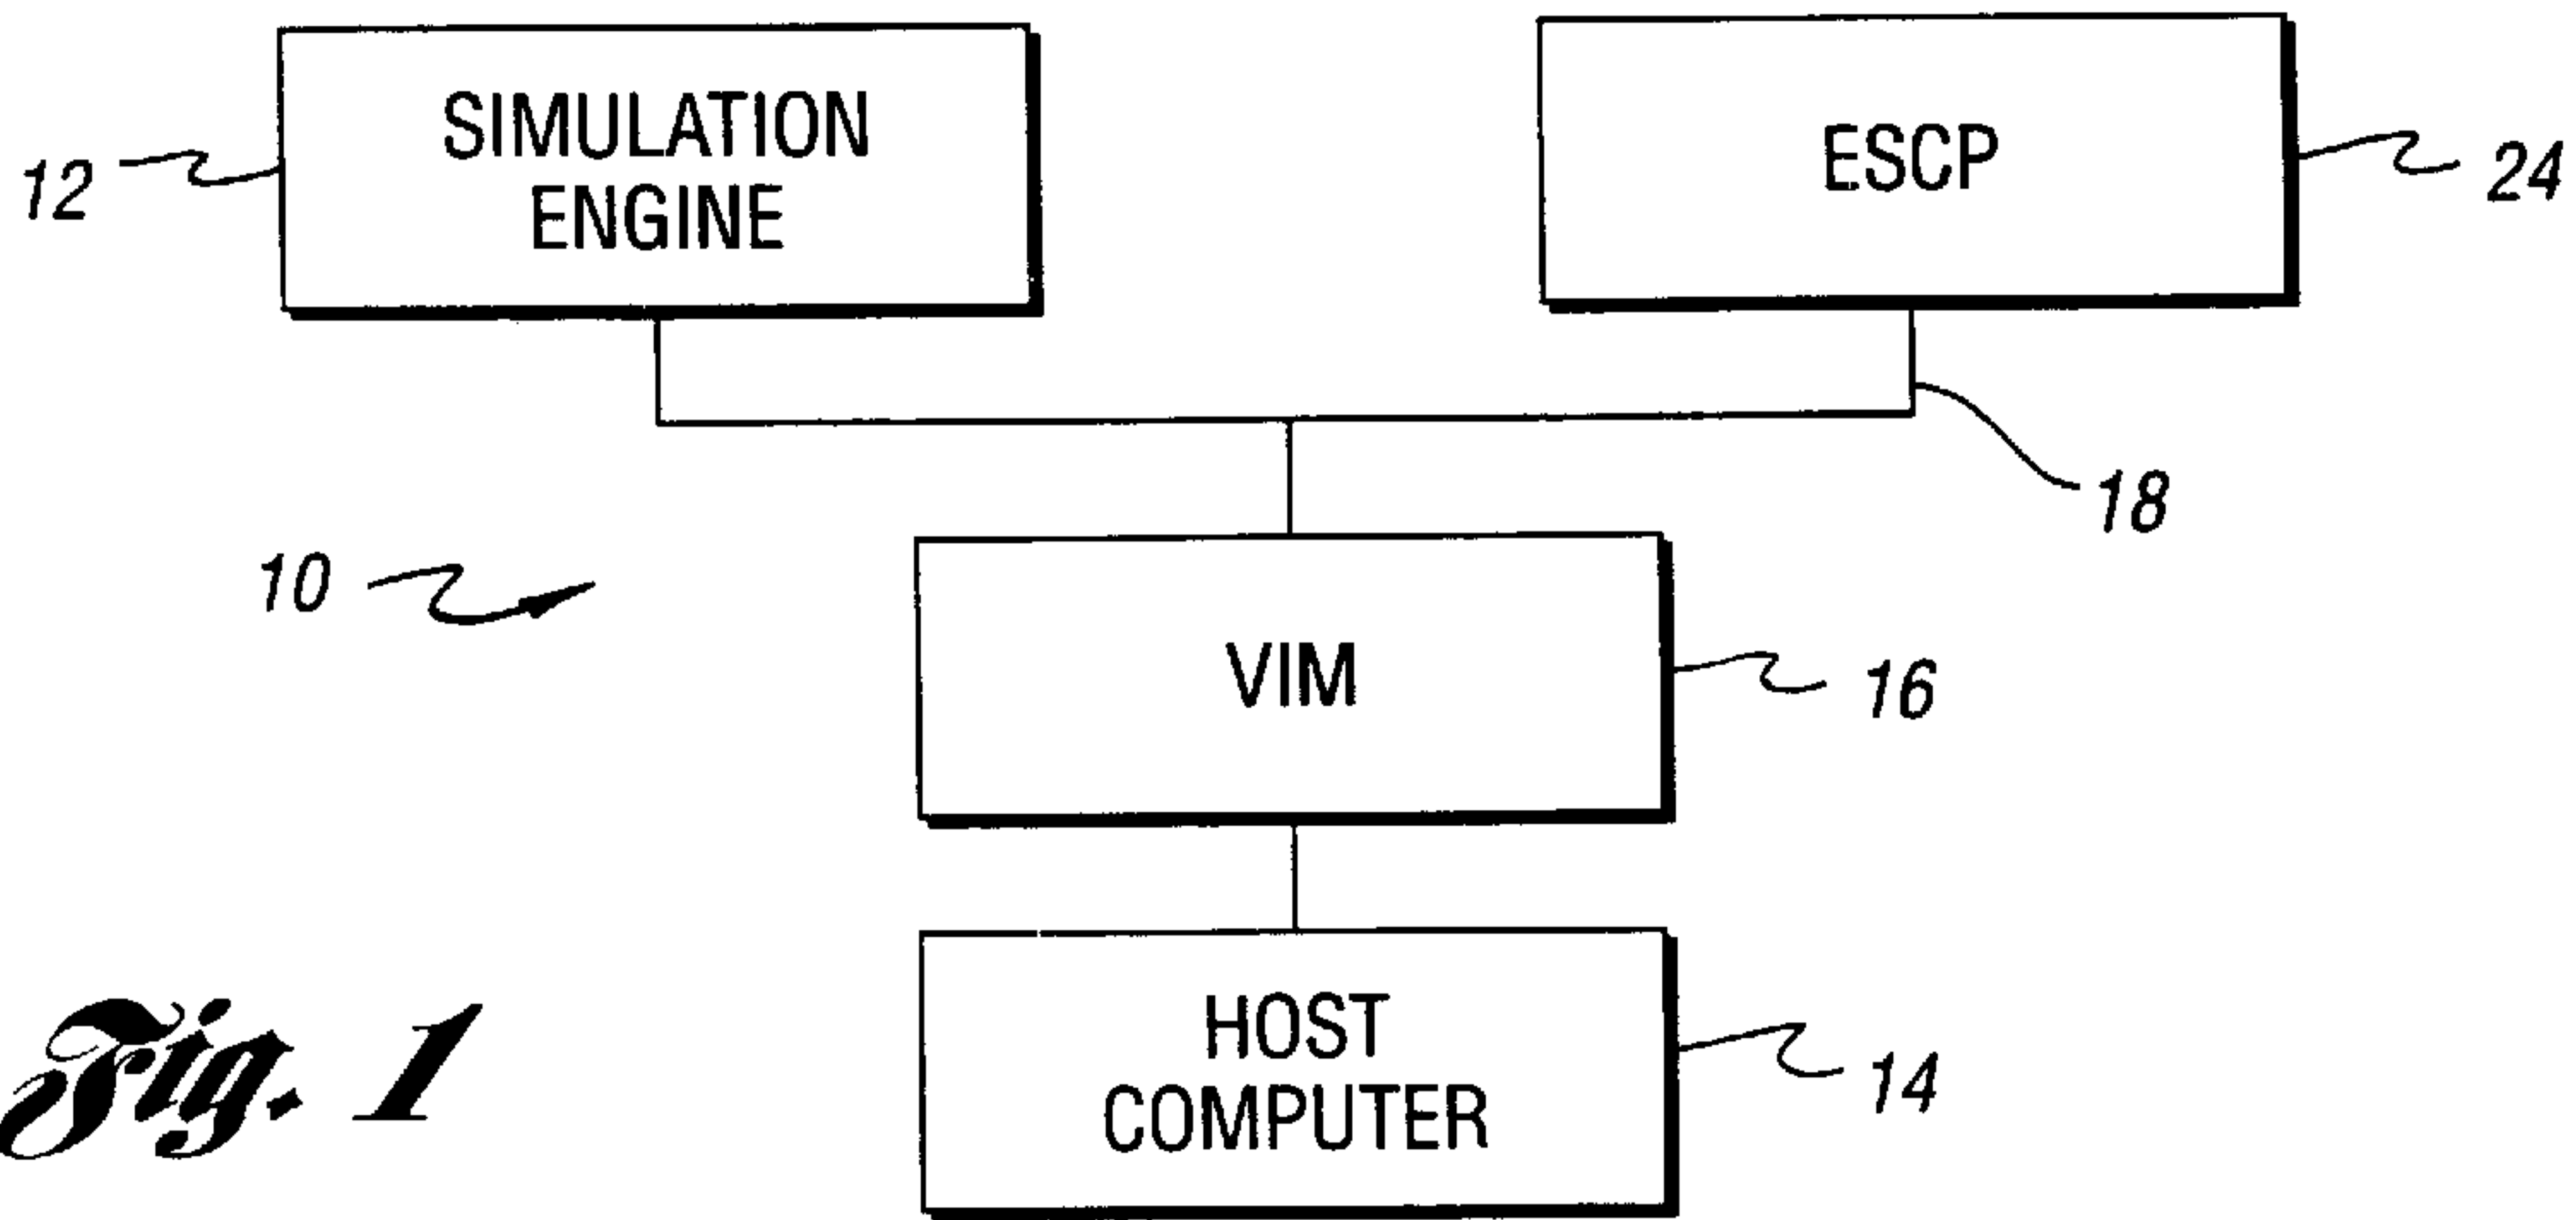 SIMULATION
ENGINE
12
ESCP
24
18
10
VIM
16
HOST
COMPUTER
14
Fig. 1